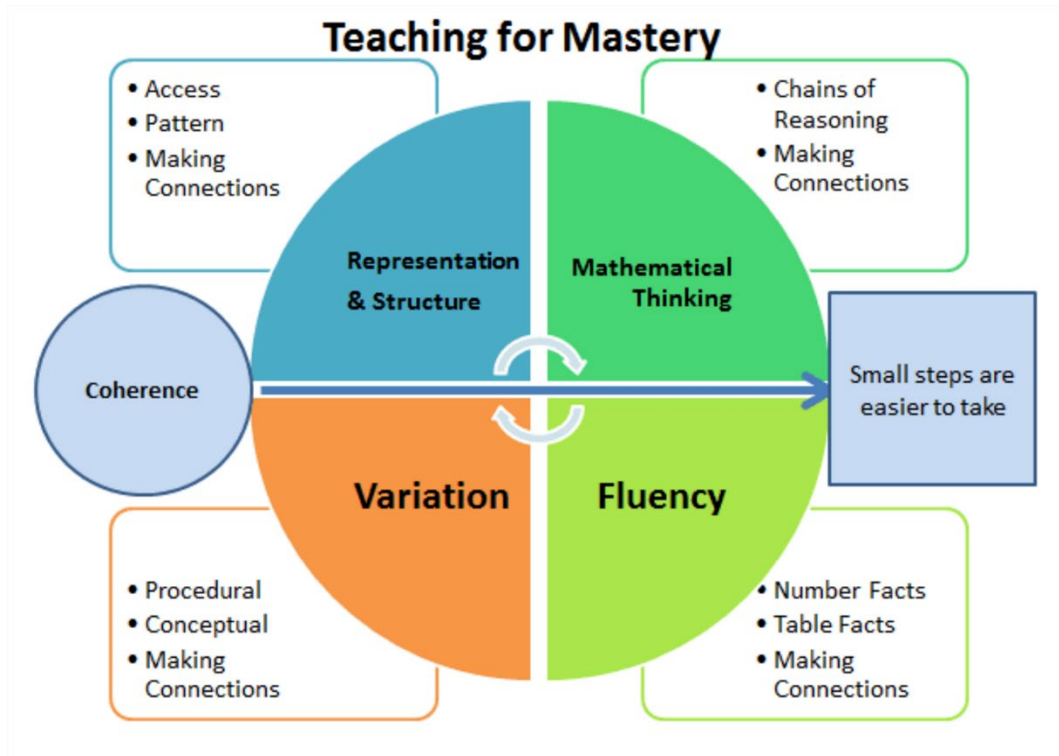 Teaching for Mastery
• Access
• Pattern
• Making
Connections
• Chains of
Reasoning
• Making
Connections
Representation
& Structure
Mathematical
Thinking
Coherence
Small steps are
easier to take
Variation
Fluency
• Procedural
• Conceptual
• Making
Connections
• Number Facts
• Table Facts
• Making
Connections